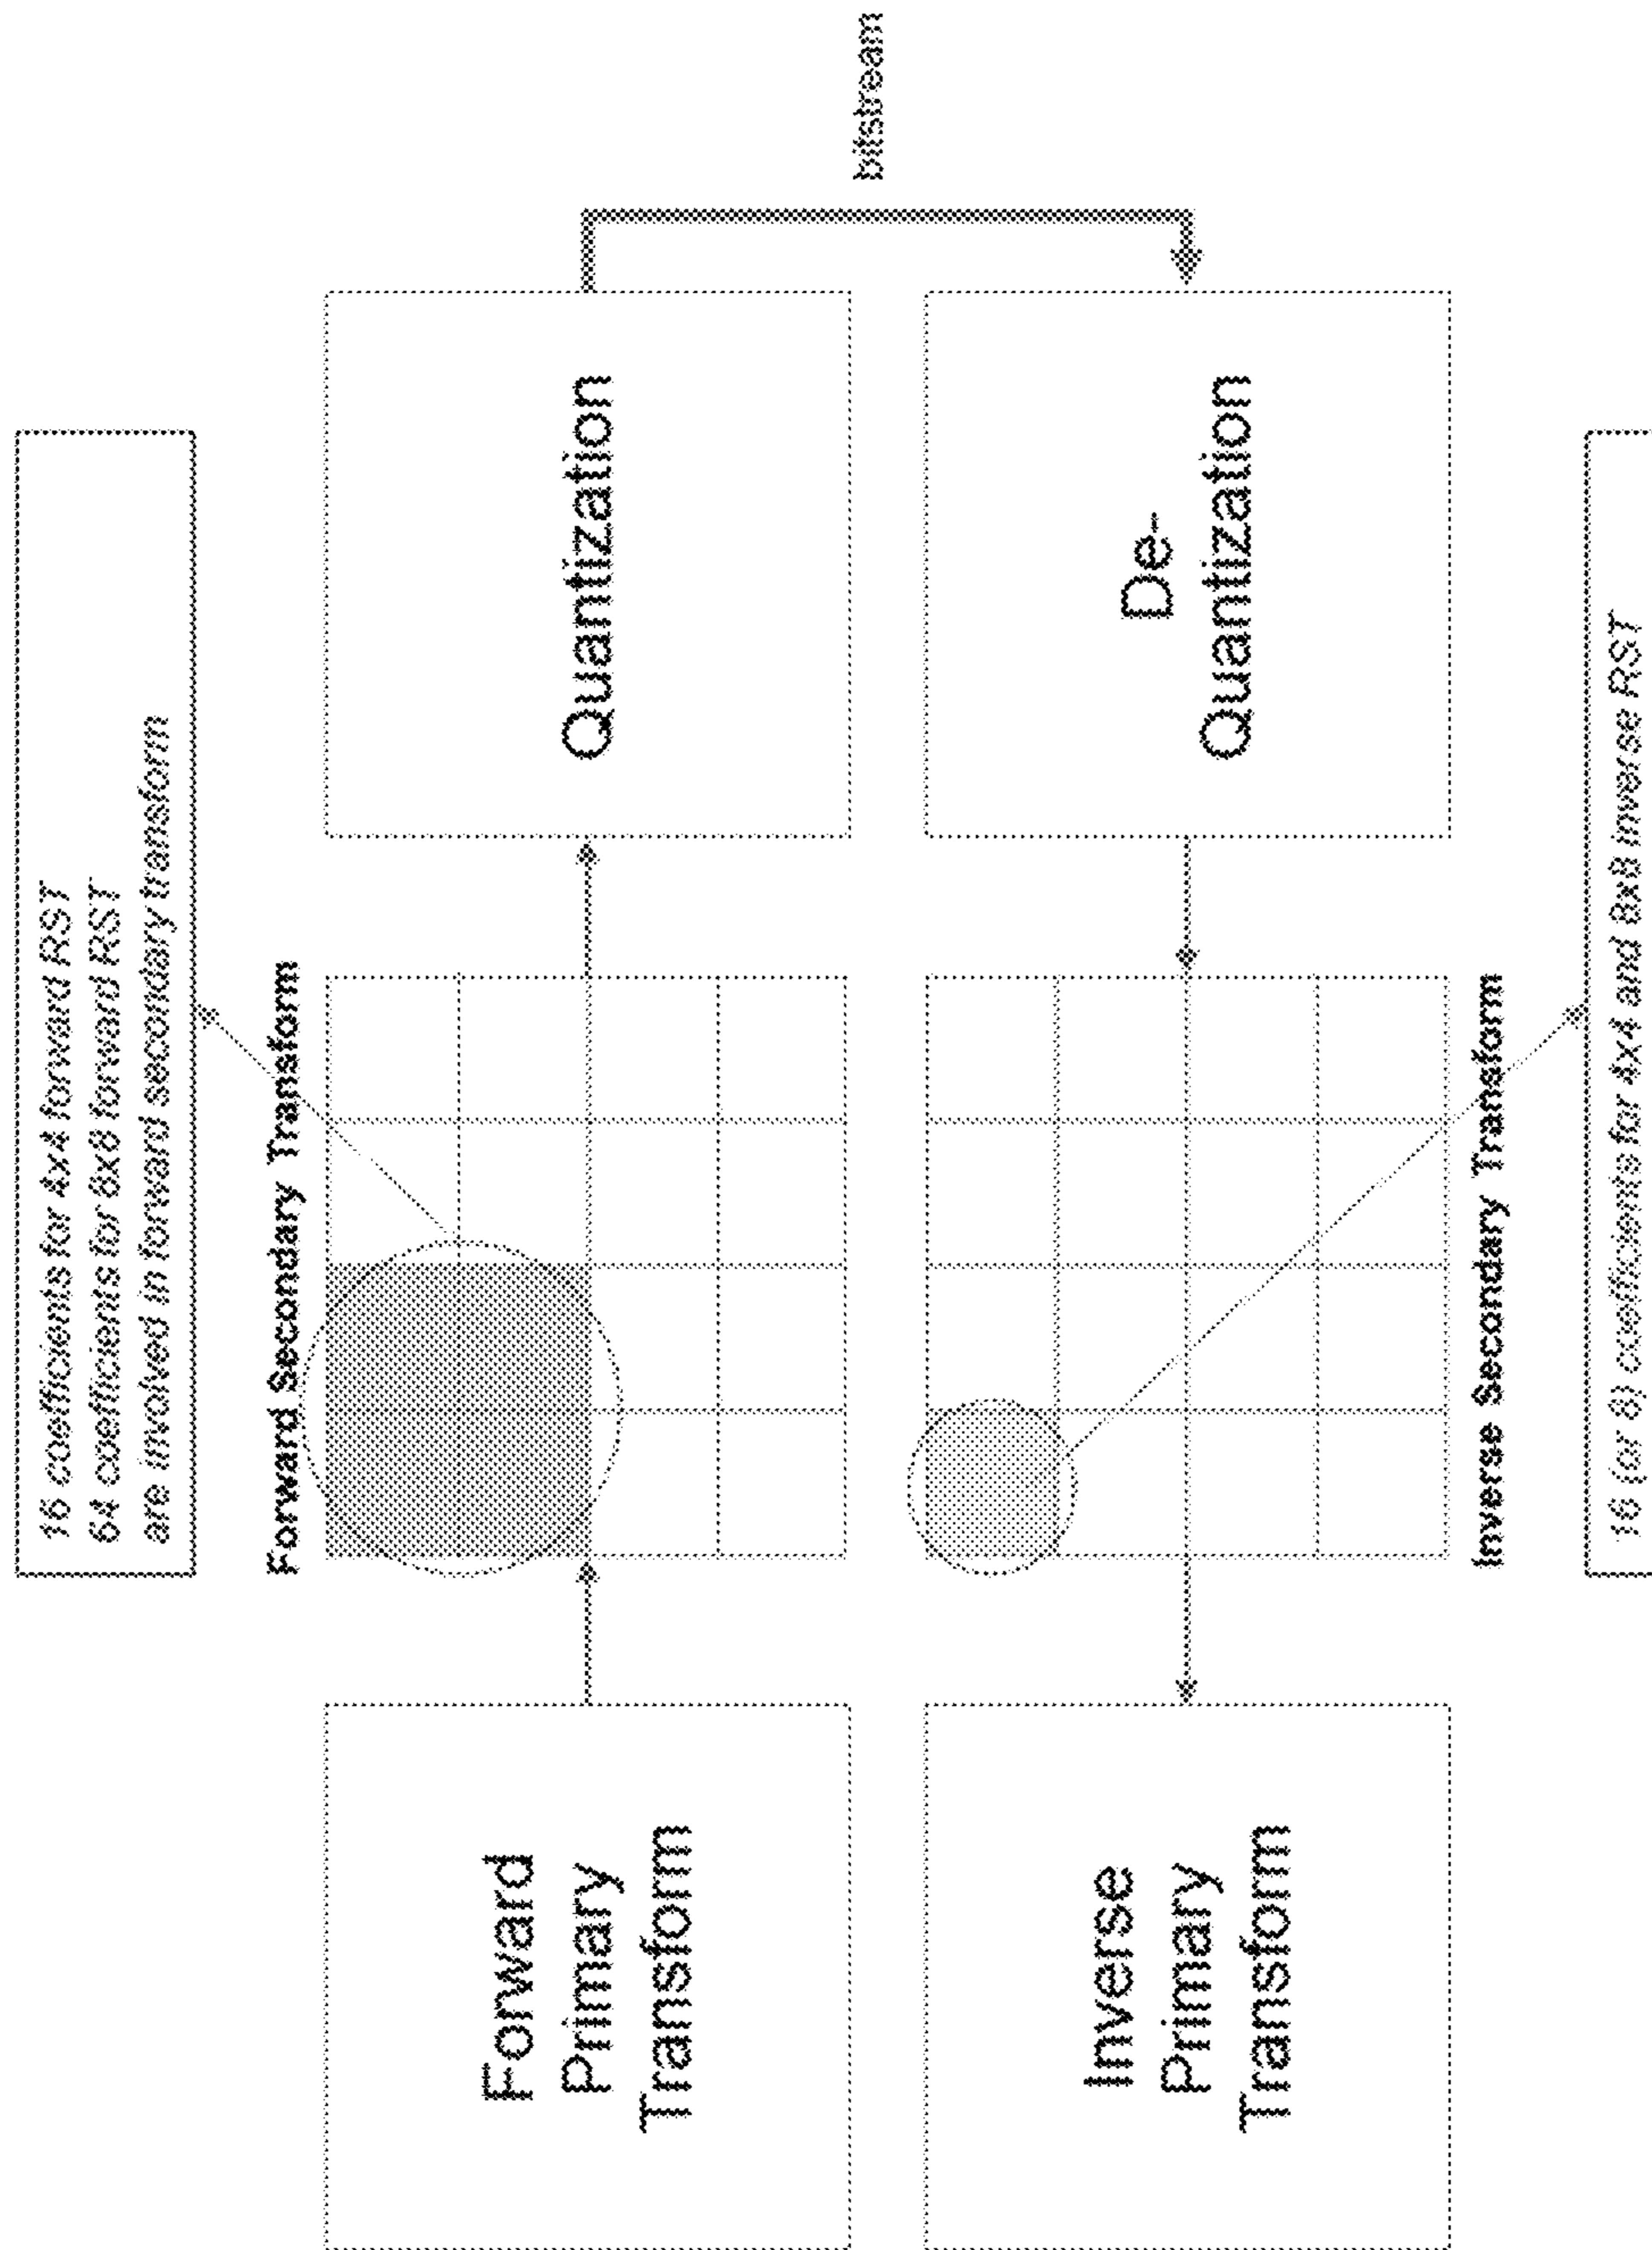 16 coefficients for 4x4 forward RST
64 coefficients for 8x8 forward RST
are involved in forward secondary transform
Forward Secondary Transform
Forward
Primary
Transform
Quantization
bitstream
Inverse
Primary
Transform
De-
Quantization
Inverse Secondary Transform
16 (or 8) coefficients for 4x4 and 8x8 inverse RST